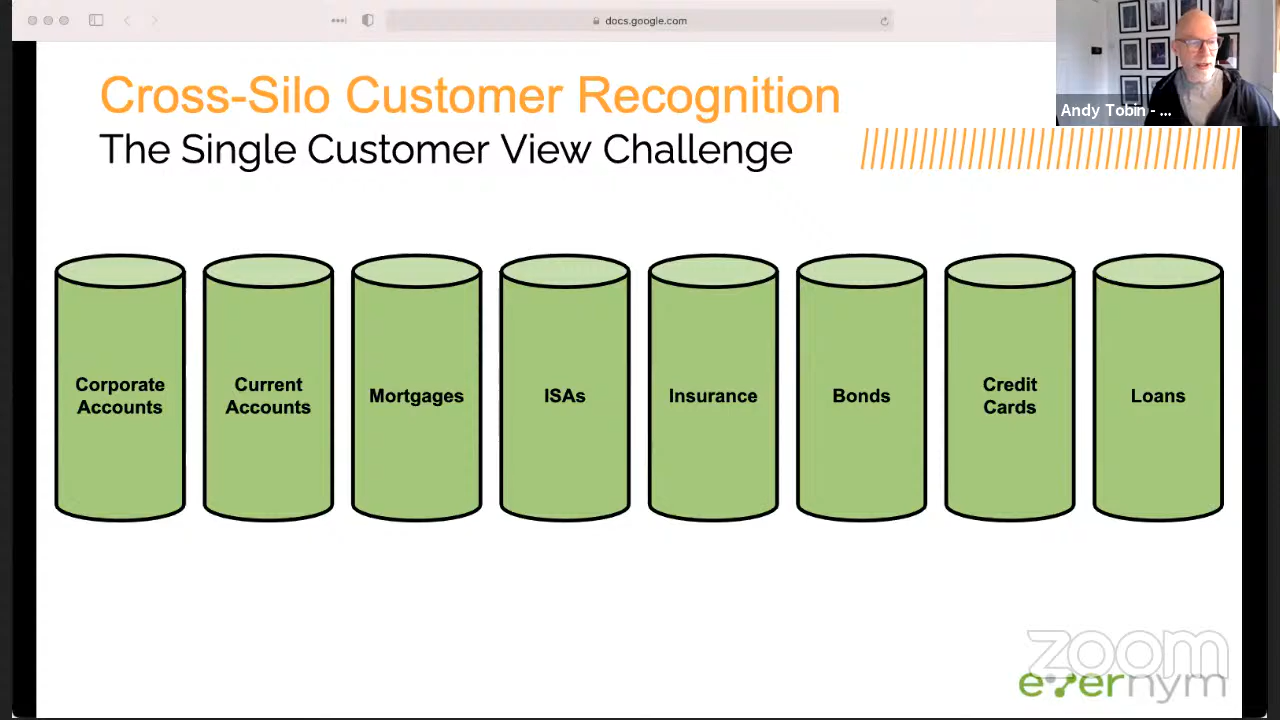 docs.google.com
Cross-Silo Customer Recognition
The Single Customer View Challenge
Andy Tobin - ...
Corporate
Accounts
Current
Accounts
Mortgages
ISAs
Insurance
Bonds
Credit
Cards
Loans
zoom
evernym